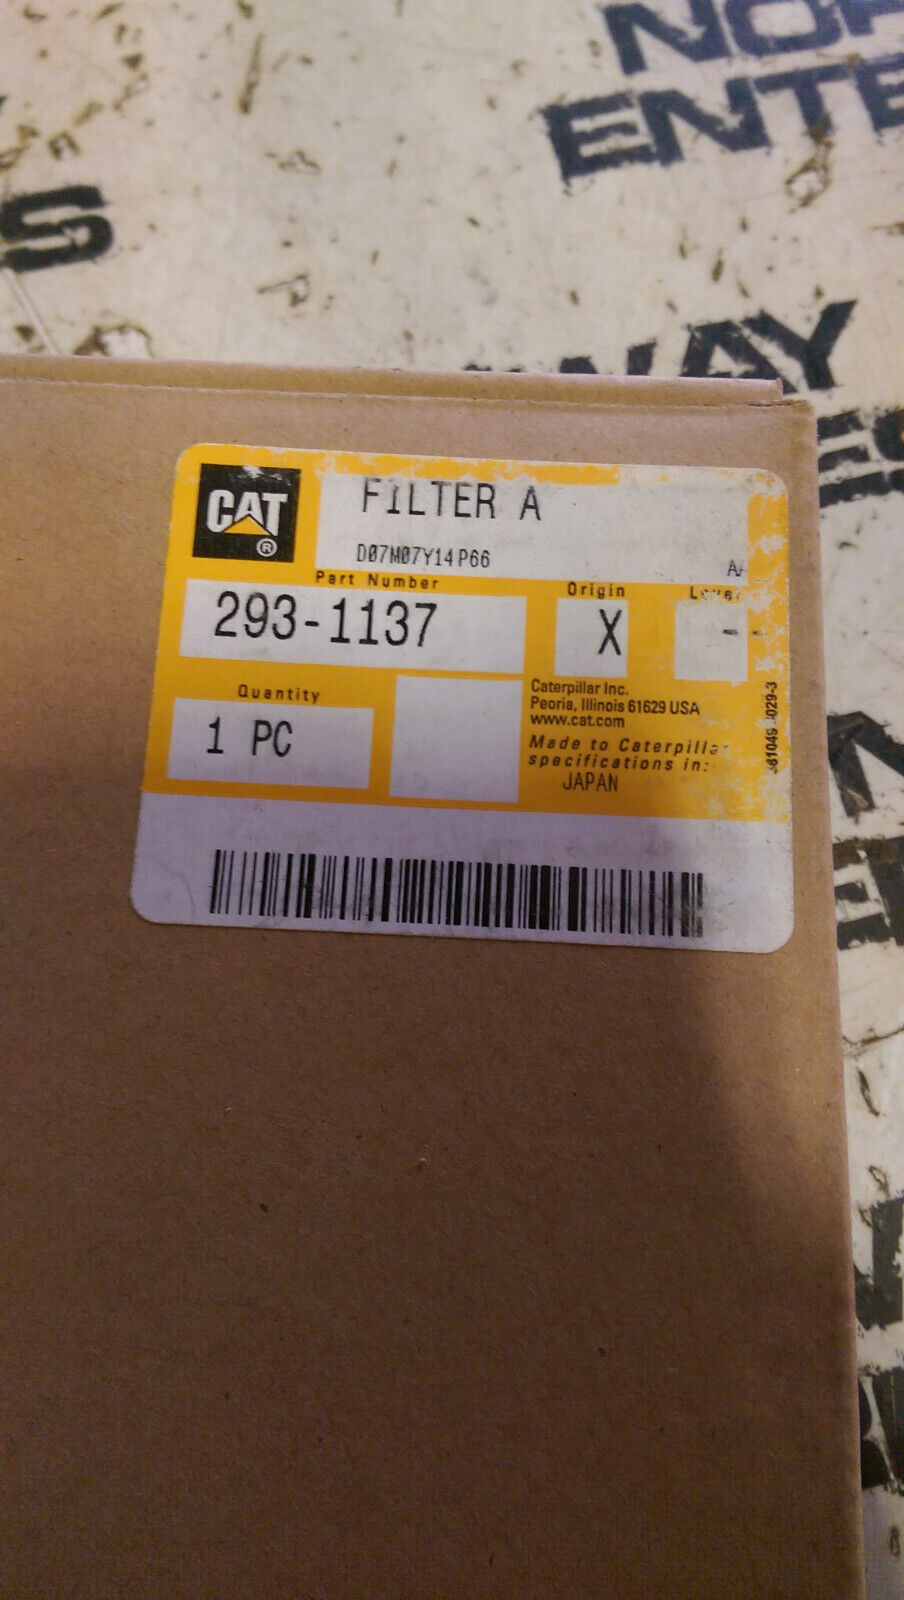 S
ENTE
WAY
CAT
®
FILTER A
D07M07Y14P66
Part Number
Origin
293-1137
X
--
Quantity
1 PC
Caterpillar Inc.
Peoria, Illinois 61629 USA
www.cat.com
Made to Caterpillar
specifications in:
JAPAN